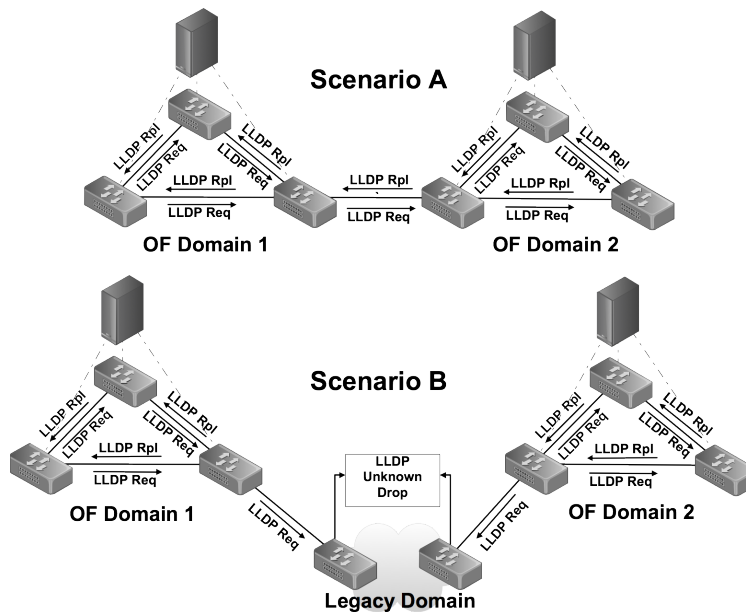 Scenario A
LLDP Rpl
LLDP Req
LLDP Rpl
LLDP Req
LLDP Rpl
LLDP Req
LLDP Rpl
LLDP Req
LLDP Rpl
LLDP Req
LLDP Rpl
LLDP Req
LLDP Rpl
LLDP Req
OF Domain 1
OF Domain 2
Scenario B
LLDP Rpl
LLDP Req
LLDP Rpl
LLDP Req
LLDP Rpl
LLDP Req
LLDP Rpl
LLDP Req
LLDP Rpl
LLDP Req
LLDP Rpl
LLDP Req
LLDP
Unknown
Drop
OF Domain 1
OF Domain 2
LLDP Req
LLDP Req
Legacy Domain